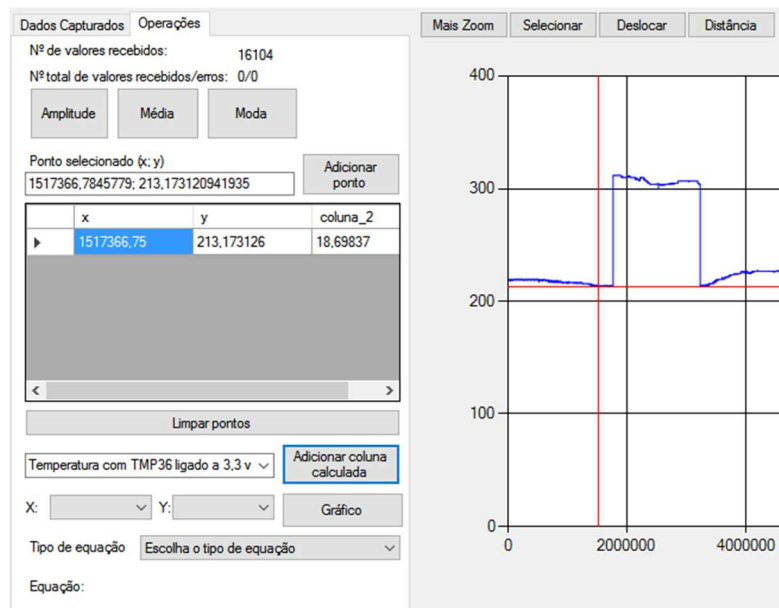 Dados Capturados Operações
Nº de valores recebidos: 16104
Nº total de valores recebidos/erros: 0/0
Amplitude Média Moda
Ponto selecionado (x; y)
1517366,7845779; 213,173120941935
Adicionar
ponto
x y coluna_2
1517366,75 213,173126 18,69837
Limpar pontos
Temperatura com TMP36 ligado a 3,3 v
Adicionar coluna
calculada
X: Y: Gráfico
Tipo de equação Escolha o tipo de equação
Equação:
Mais Zoom Selecionar Deslocar Distância
400
300
200
100
0
0 2000000 4000000